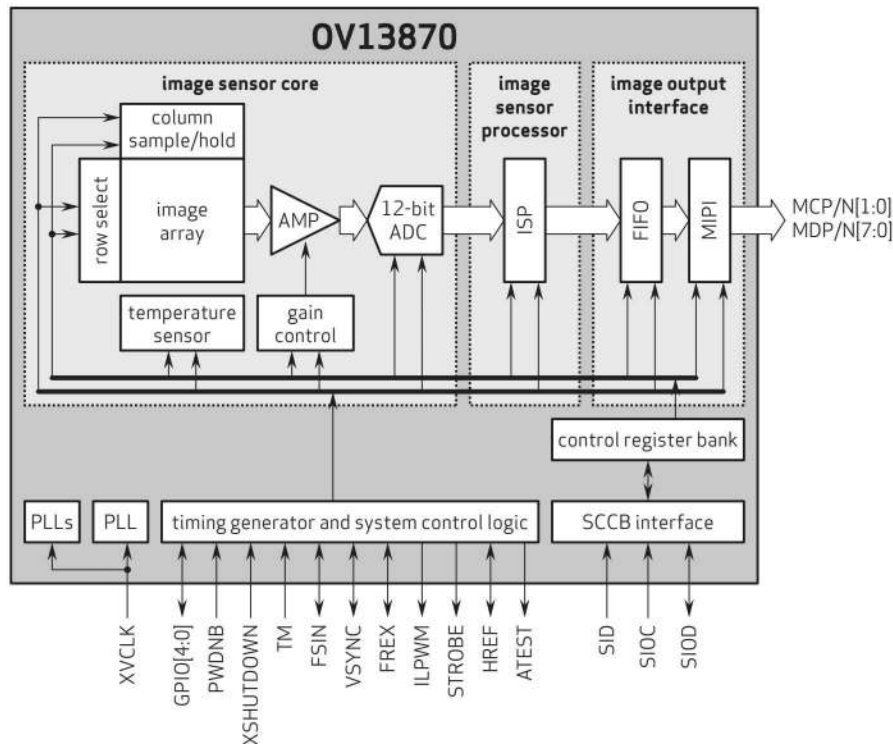 OV13870
image sensor core
image
sensor
processor
image output
interface
column
sample/hold
row select
image
array
AMP
12-bit
ADC
ISP
FIFO
MIPI
MCP/N[1:0]
MDP/N[7:0]
temperature
sensor
gain
control
control register bank
PLLs
PLL
timing generator and system control logic
SCCB interface
XVCLK
GPIO[4:0]
PWDNB
XSHUTDOWN
TM
FSIN
VSYNC
FREX
ILPWM
STROBE
HREF
ATEST
SID
SIOC
SIOD